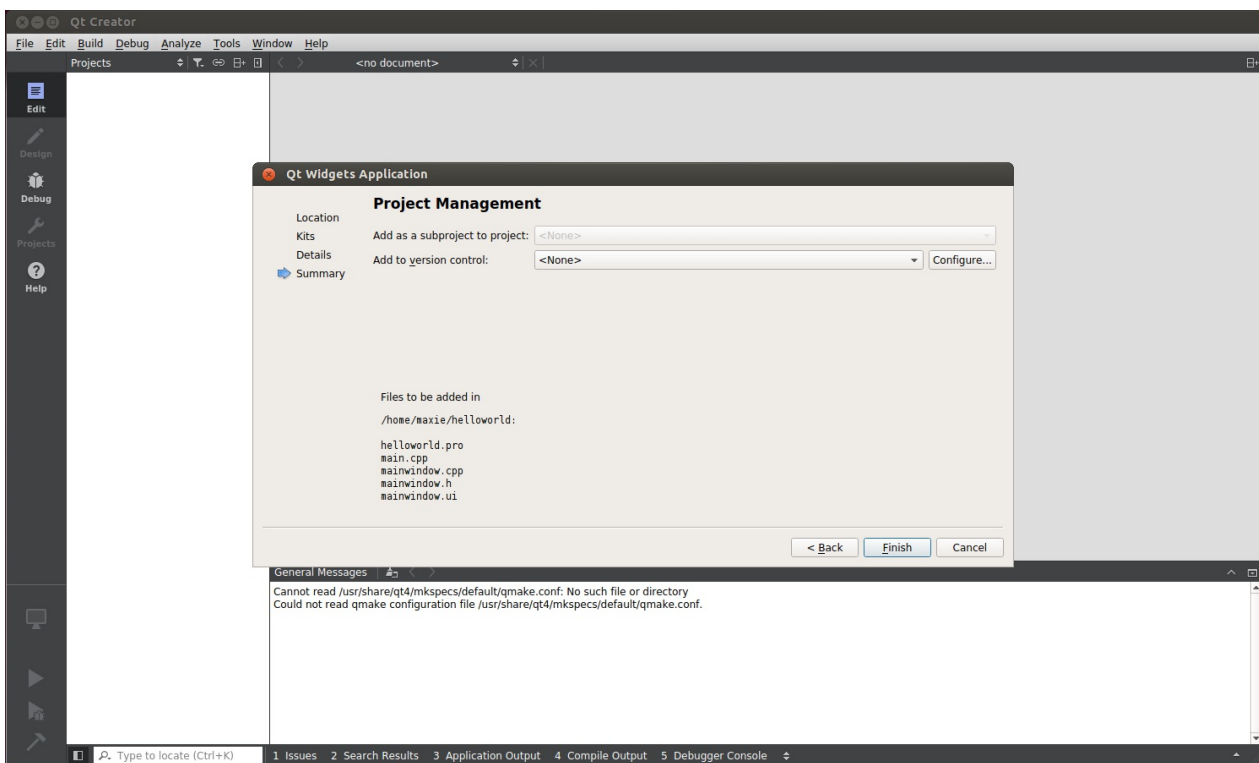 Qt Creator
File Edit Build Debug Analyze Tools Window Help
Projects <no document>
Edit
Design
Debug
Projects
Help
Qt Widgets Application
Project Management
Location
Kits
Details
Summary
Add as a subproject to project: <None>
Add to version control: <None> Configure...
Files to be added in
/home/maxie/helloworld:
helloworld.pro
main.cpp
mainwindow.cpp
mainwindow.h
mainwindow.ui
< Back Finish Cancel
General Messages
Cannot read /usr/share/qt4/mkspecs/default/qmake.conf: No such file or directory
Could not read qmake configuration file /usr/share/qt4/mkspecs/default/qmake.conf.
Type to locate (Ctrl+K) 1 Issues 2 Search Results 3 Application Output 4 Compile Output 5 Debugger Console